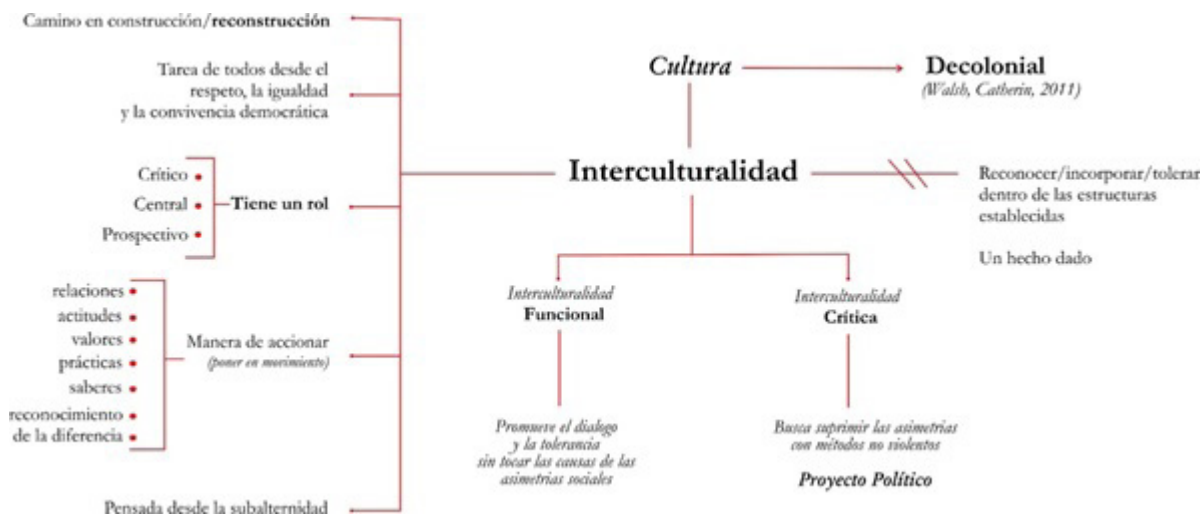 Camino en construcción/reconstrucción
Tarea de todos desde el
respeto, la igualdad
y la convivencia democrática
Crítico
Central
Prospectivo
Tiene un rol
relaciones
actitudes
valores
prácticas
saberes
reconocimiento
de la diferencia
Manera de accionar
(poner en movimiento)
Pensada desde la subalternidad
Cultura
Decolonial
(Walsh, Catherin, 2011)
Interculturalidad
Reconocer/incorporar/tolerar
dentro de las estructuras
establecidas
Un hecho dado
Interculturalidad
Funcional
Promueve el dialogo
y la tolerancia
sin tocar las causas de las
asimetrias sociales
Interculturalidad
Crítica
Busca suprimir las asimetrías
con métodos no violentos
Proyecto Político